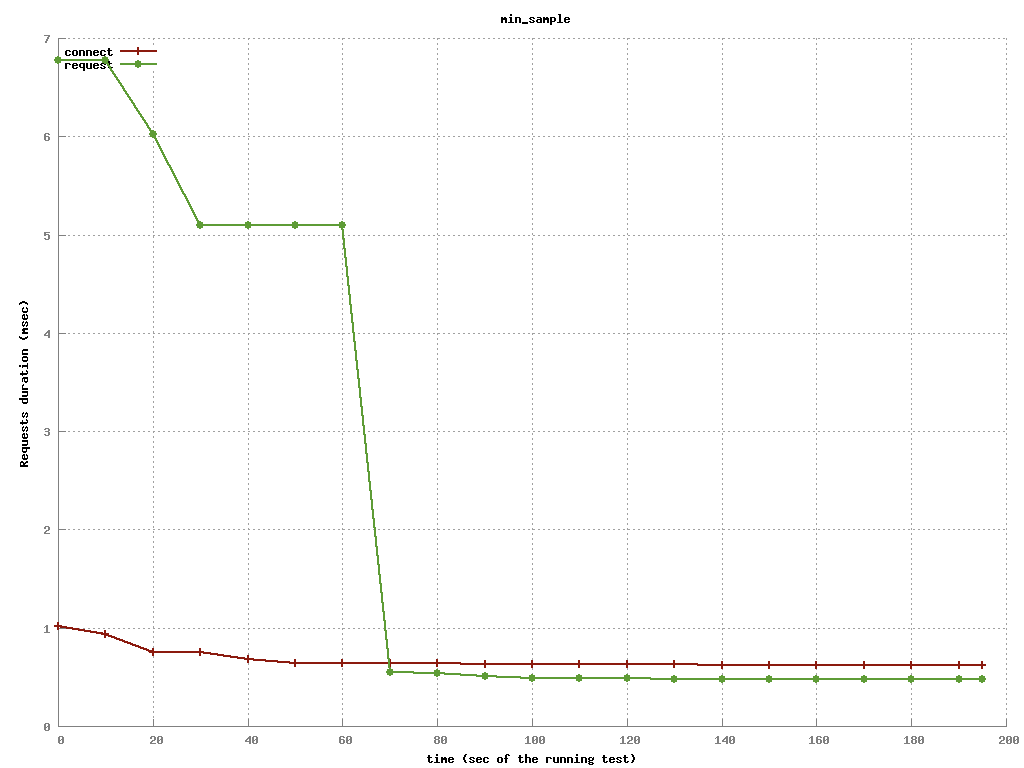 min_sample
connect
request
7
6
5
4
3
2
1
0
0 20 40 60 80 100 120 140 160 180 200
Requests duration (msec)
time (sec of the running test)